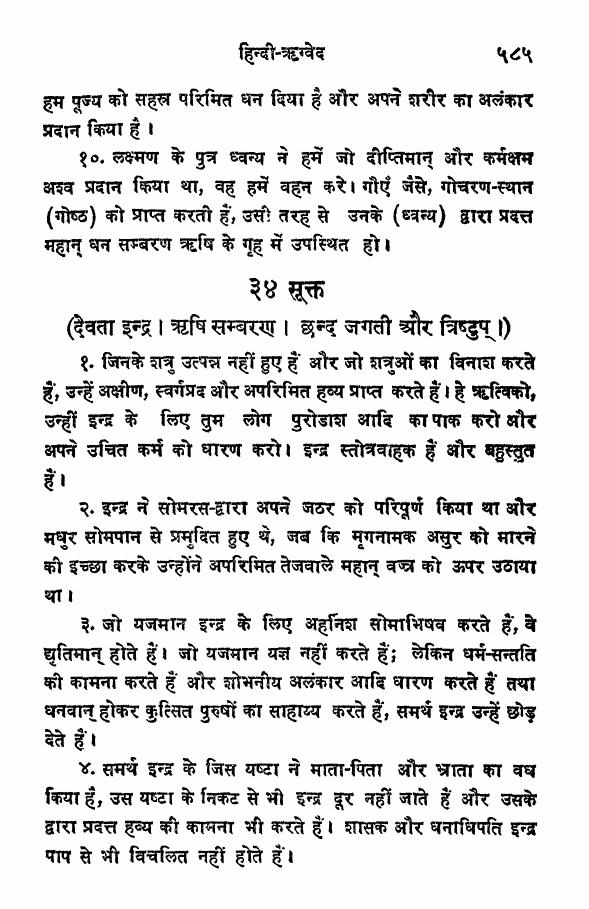 हिन्दी-ऋग्वेद ५८५
हम पूज्य को सहस्र परिमित धन दिया है और अपने शरीर का अलंकार
प्रदान किया है।
१०. लक्ष्मण के पुत्र ध्वन्य ने हमें जो दीप्तिमान् और कर्मक्षम
अश्व प्रदान किया था, वह हमें वहन करे। गौएँ जैसे, गोचरण-स्थान
(गोष्ठ) को प्राप्त करती हैं, उसी तरह से उनके (ध्वन्य) द्वारा प्रदत्त
महान् धन सम्बरण ऋषि के गृह में उपस्थित हो।
३४ सूक्त
(देवता इन्द्र। ऋषि सम्बरण। छन्द जगती और त्रिष्टुप्।)
१. जिनके शत्रु उत्पन्न नहीं हुए हैं और जो शत्रुओं का विनाश करते
हैं, उन्हें अक्षीण, स्वर्गप्रद और अपरिमित हव्य प्राप्त करते हैं। हे ऋत्विको,
उन्हीं इन्द्र के लिए तुम लोग पुरोडाश आदि का पाक करो और
अपने उचित कर्म को धारण करो। इन्द्र स्तोत्रवाहक हैं और बहुस्तुत
हैं।
२. इन्द्र ने सोमरस-द्वारा अपने जठर को परिपूर्ण किया था और
मधुर सोमपान से प्रमुदित हुए थे, जब कि मृगनामक असुर को मारने
की इच्छा करके उन्होंने अपरिमित तेजवाले महान् वज्र को ऊपर उठाया
था।
३. जो यजमान इन्द्र के लिए अहर्निश सोमाभिषव करते हैं, वे
द्युतिमान् होते हैं। जो यजमान यज्ञ नहीं करते हैं; लेकिन धर्म-सन्तति
की कामना करते हैं और शोभनीय अलंकार आदि धारण करते हैं तथा
धनवान् होकर कुत्सित पुरुषों का साहाय्य करते हैं, समर्थ इन्द्र उन्हें छोड़
देते हैं।
४. समर्थ इन्द्र के जिस यष्टा ने माता-पिता और भ्राता का वध
किया है, उस यष्टा के निकट से भी इन्द्र दूर नहीं जाते हैं और उसके
द्वारा प्रदत्त हव्य की कामना भी करते हैं। शासक और धनाधिपति इन्द्र
पाप से भी विचलित नहीं होते हैं।